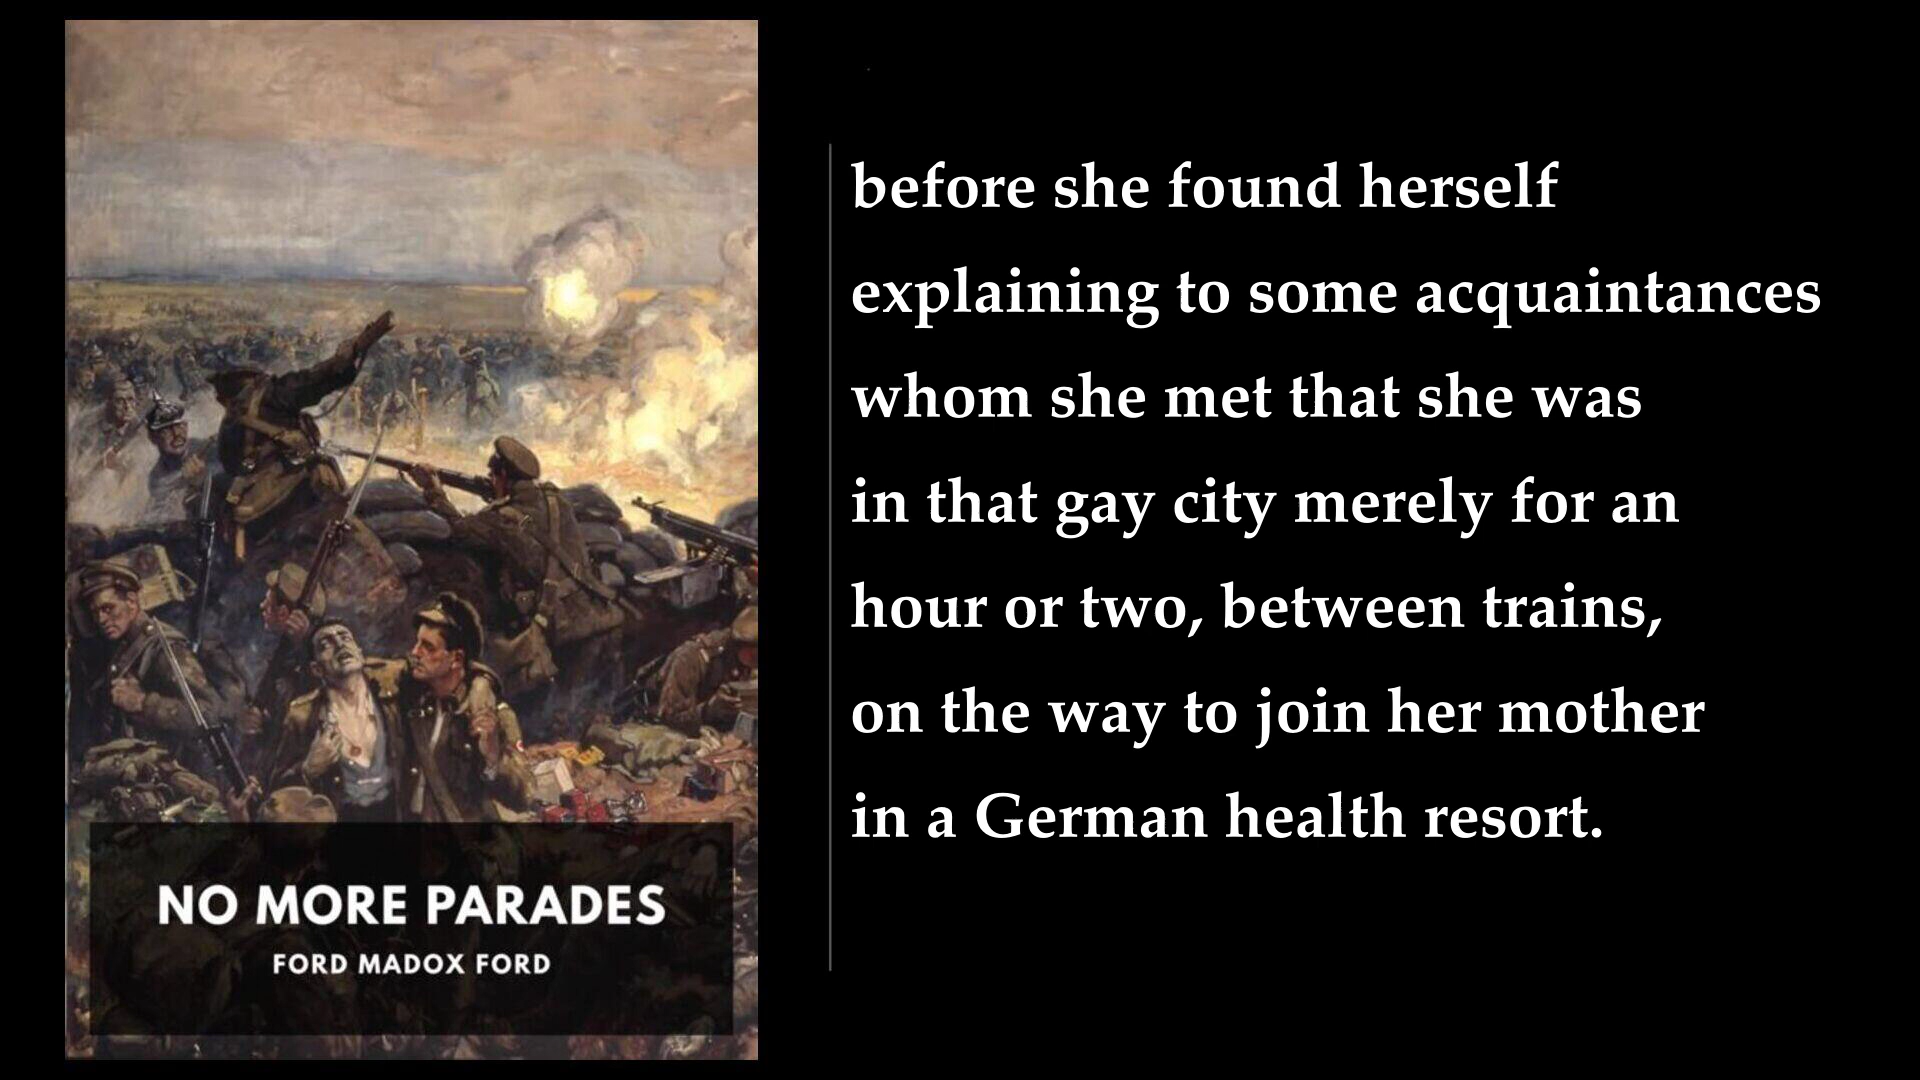 before she found herself
explaining to some acquaintances
whom she met that she was
in that gay city merely for an
hour or two, between trains,
on the way to join her mother
in a German health resort.
NO MORE PARADES
FORD MADOX FORD